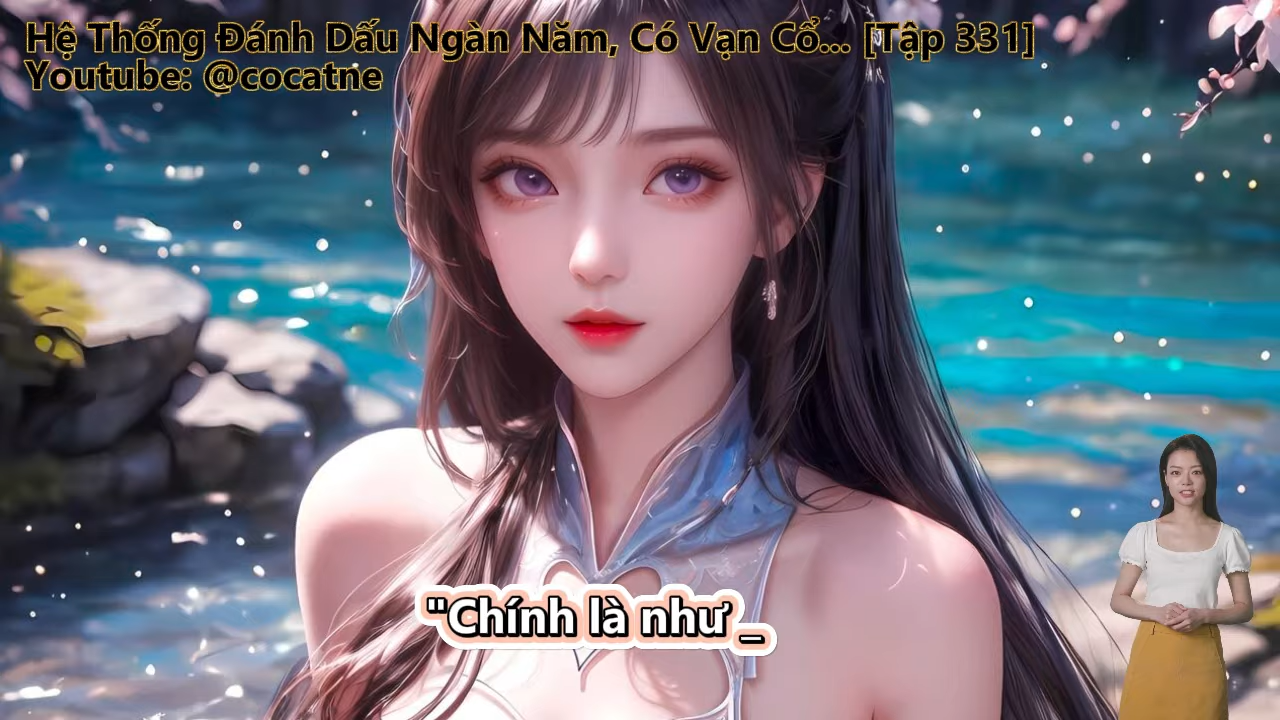 Hệ Thống Đánh Dấu Ngàn Năm, Có Vạn Cổ... [Tập 331]
Youtube: @cocatne
"Chính là như _